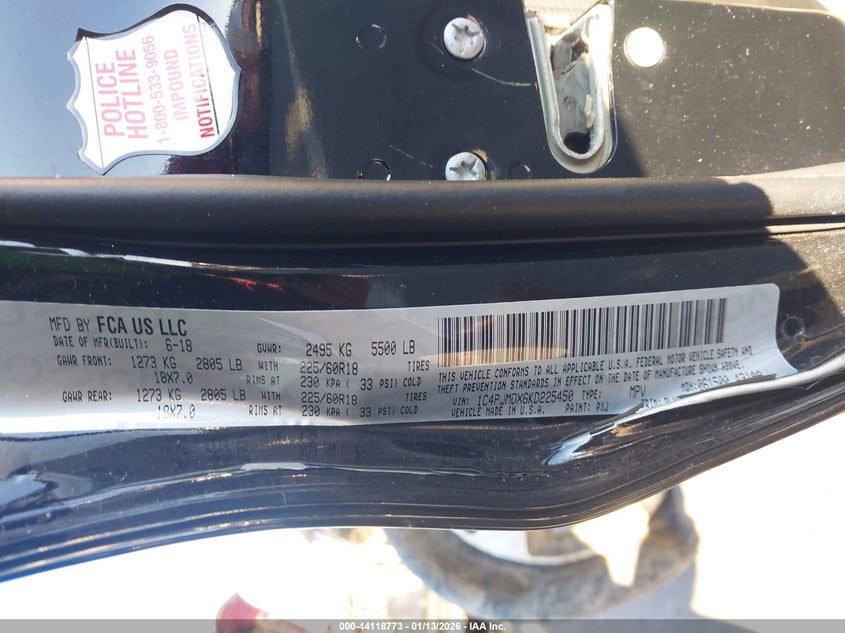 POLICE
HOTLINE
1-800-533-9056
IMPOUND
NOTIFICATIONS
MFD BY FCA US LLC
DATE OF MFR(BUILT): 6-18 GVWR: 2495 KG 5500 LB
GAWR FRONT: 1273 KG 2805 LB WITH 225/60R18 TIRES
18X7.0 RIMS AT 230 KPA ( 33 PSI) COLD
GAWR REAR: 1273 KG 2805 LB WITH 225/60R18 TIRES
18X7.0 RIMS AT 230 KPA ( 33 PSI) COLD
THIS VEHICLE CONFORMS TO ALL APPLICABLE U.S.A. FEDERAL MOTOR VEHICLE SAFETY AND
THEFT PREVENTION STANDARDS IN EFFECT ON THE DATE OF MANUFACTURE SHOWN ABOVE.
VIN: 1C4PJMDX6KD225450 TYPE: MPV MDH:
VEHICLE MADE IN U.S.A. PAINT: PXJ
000-44118773 - 01/13/2026 - IAA Inc.